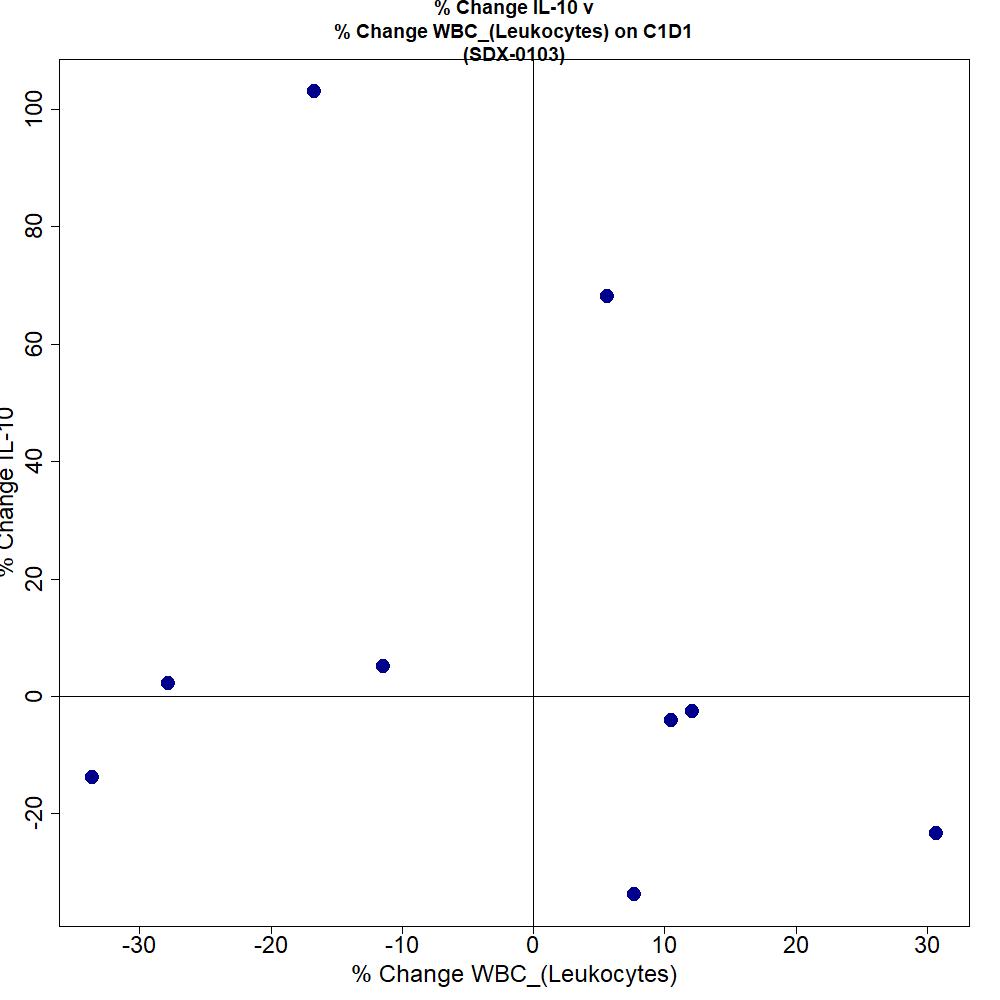 % Change IL-10 v
% Change WBC_(Leukocytes) on C1D1
(SDX-0103)
% Change IL-10
100
80
60
40
20
0
-20
-30
-20
-10
0
10
20
30
% Change WBC_(Leukocytes)